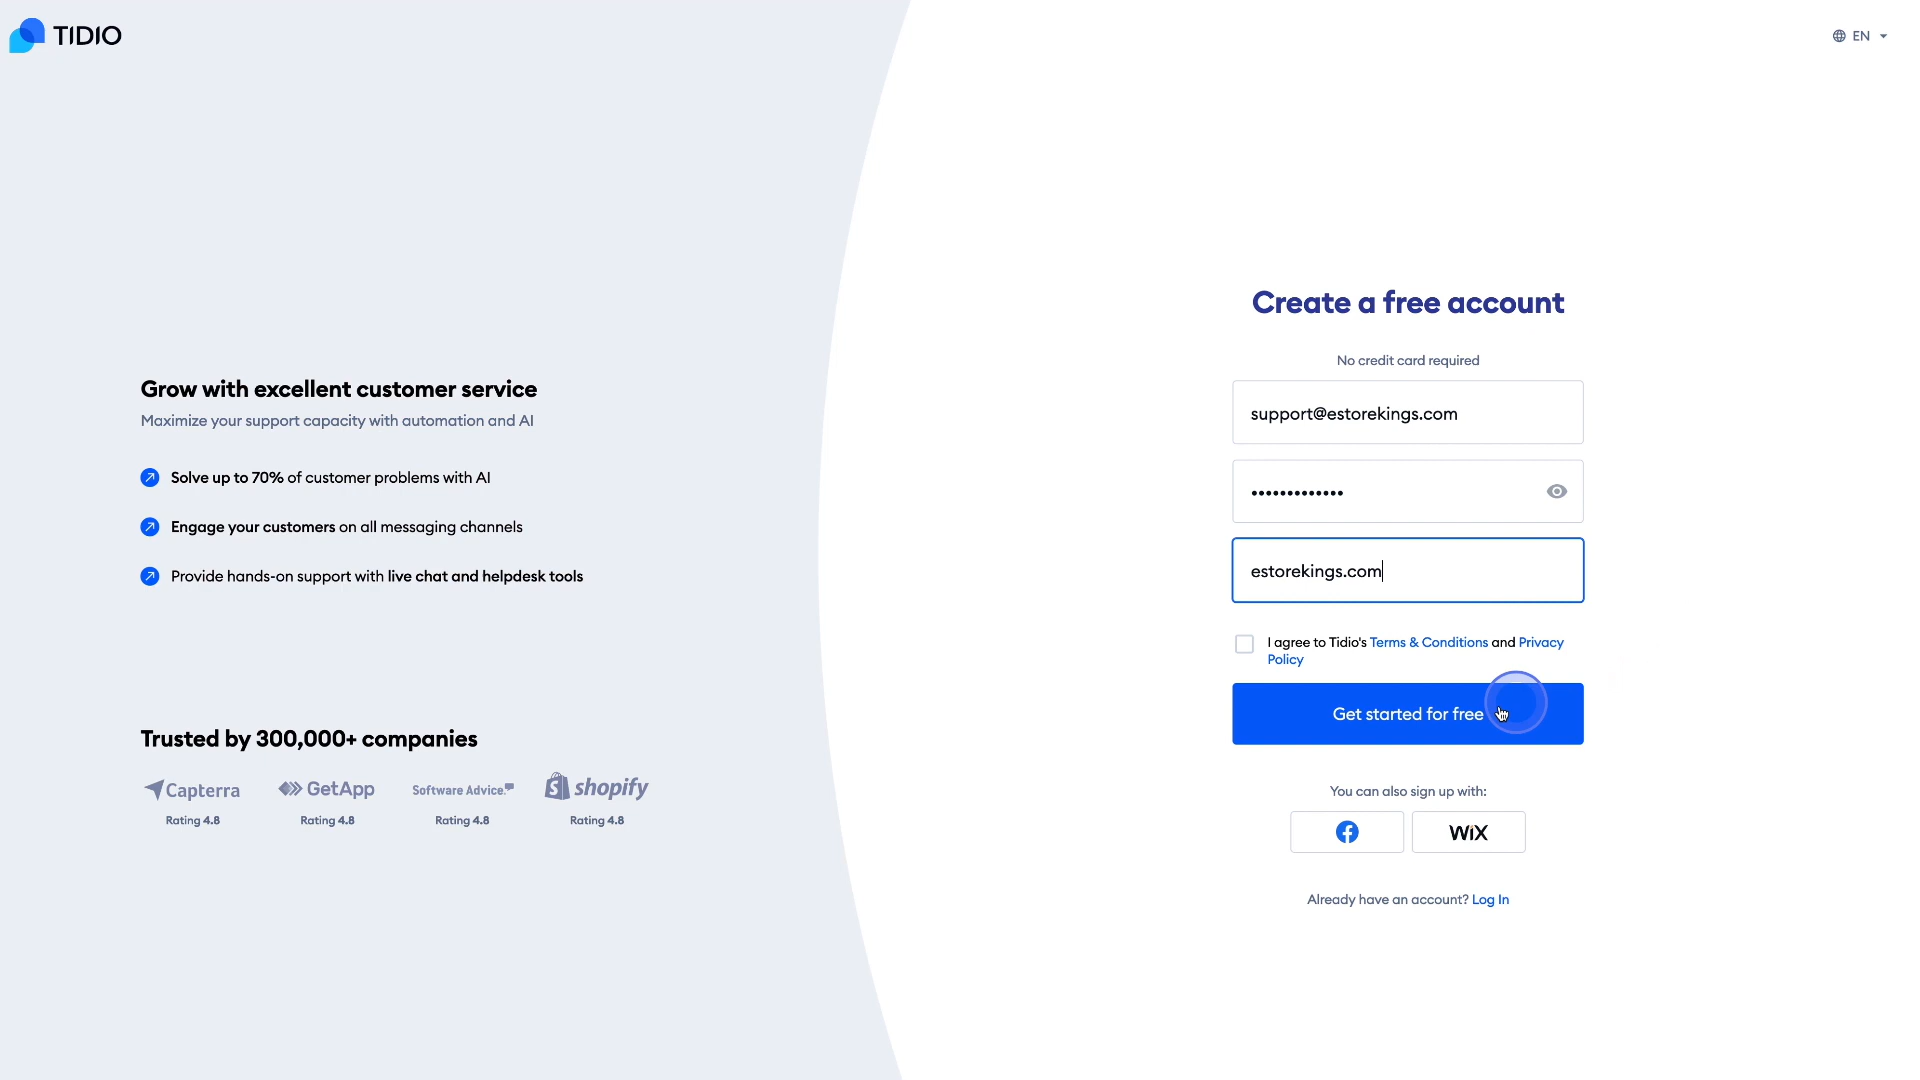 TIDIO
EN
Grow with excellent customer service
Maximize your support capacity with automation and AI
Solve up to 70% of customer problems with AI
Engage your customers on all messaging channels
Provide hands-on support with live chat and helpdesk tools
Trusted by 300,000+ companies
Capterra
GetApp
Software Advice.
shopify
Rating 4.8
Rating 4.8
Rating 4.8
Rating 4.8
Create a free account
No credit card required
support@estorekings.com
•••••••••••••
estorekings.com
I agree to Tidio's Terms & Conditions and Privacy
Policy
Get started for free
You can also sign up with:
WIX
Already have an account? Log In